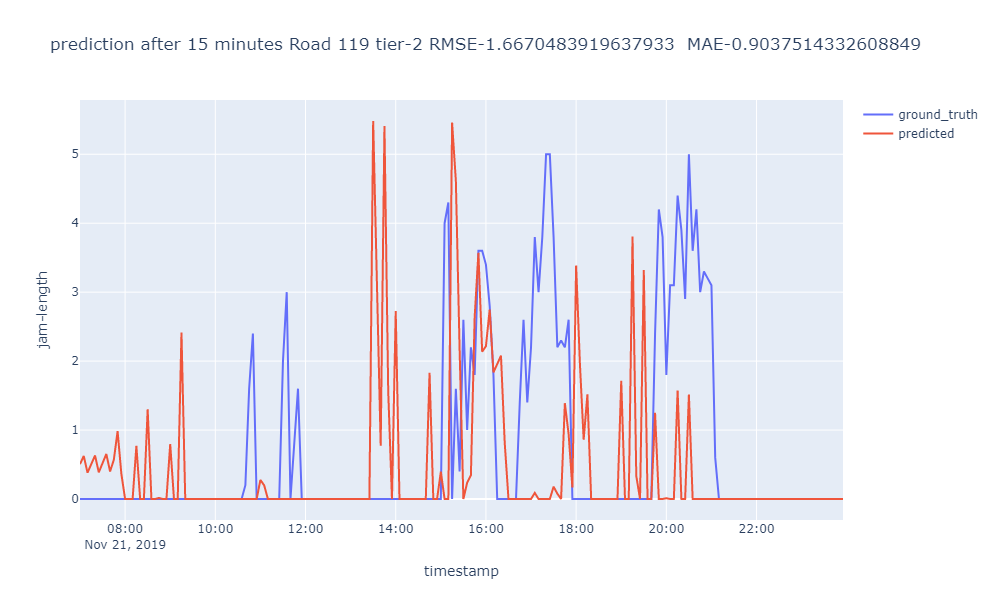 prediction after 15 minutes Road 119 tier-2 RMSE-1.6670483919637933  MAE-0.9037514332608849
ground_truth
predicted
jam-length
5
4
3
2
1
0
08:00 10:00 12:00 14:00 16:00 18:00 20:00 22:00
Nov 21, 2019
timestamp